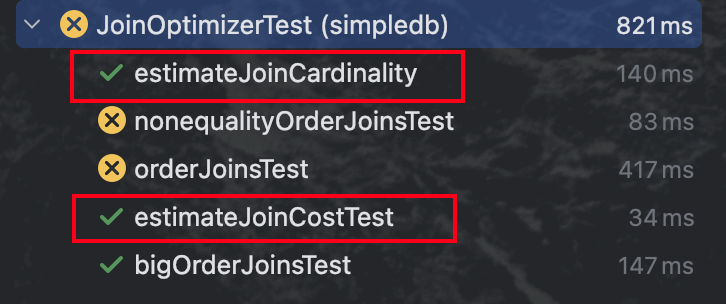 JoinOptimizerTest (simpledb) 821 ms
estimateJoinCardinality 140 ms
nonequalityOrderJoinsTest 83 ms
orderJoinsTest 417 ms
estimateJoinCostTest 34 ms
bigOrderJoinsTest 147 ms